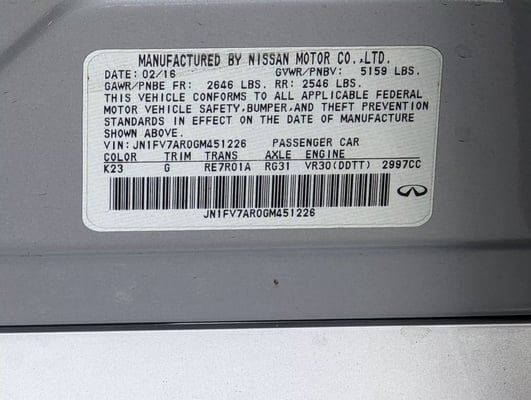 MANUFACTURED BY NISSAN MOTOR CO.,LTD.
DATE: 02/16 GVWR/PNBV: 5159 LBS.
GAWR/PNBE FR: 2646 LBS. RR: 2546 LBS.
THIS VEHICLE CONFORMS TO ALL APPLICABLE FEDERAL
MOTOR VEHICLE SAFETY, BUMPER, AND THEFT PREVENTION
STANDARDS IN EFFECT ON THE DATE OF MANUFACTURE
SHOWN ABOVE.
VIN: JN1FV7AR0GM451226 PASSENGER CAR
COLOR TRIM TRANS AXLE ENGINE
K23 G RE7R01A RG31 VR30(DDTT) 2997CC
JN1FV7AR0GM451226